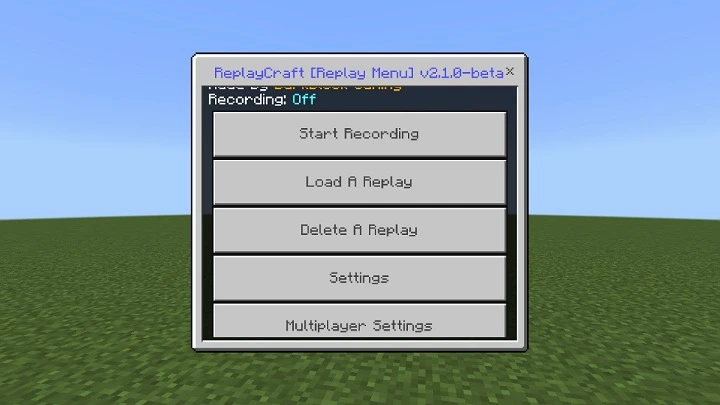 ReplayCraft [Replay Menu] v2.1.0-beta x
Recording: Off
Start Recording
Load A Replay
Delete A Replay
Settings
Multiplayer Settings